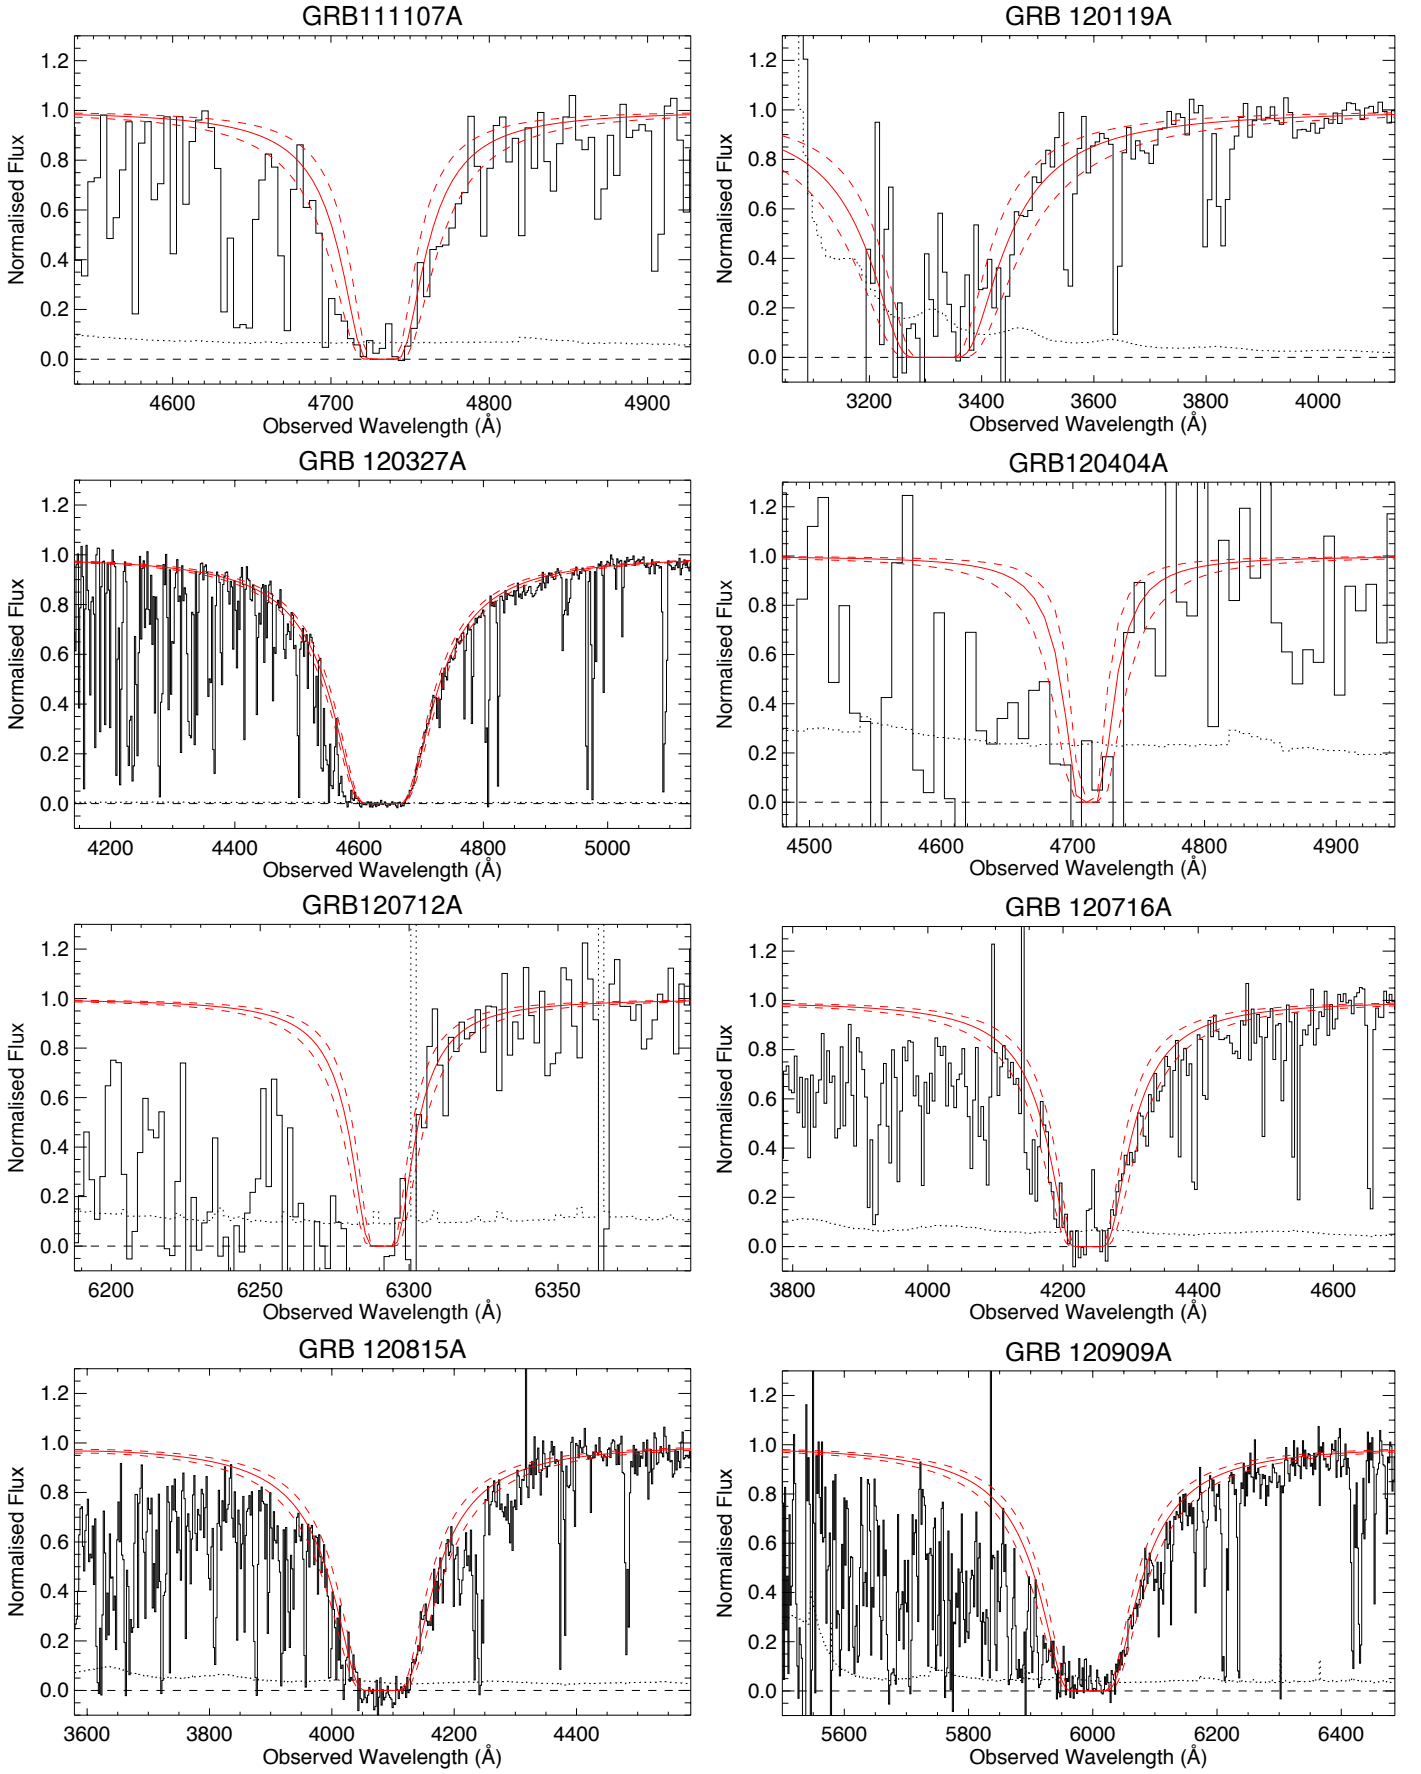 GRB111107A
1.2
1.0
0.8
0.6
0.4
0.2
0.0
Normalised Flux
4600 4700 4800 4900
Observed Wavelength (Å)
GRB 120119A
1.2
1.0
0.8
0.6
0.4
0.2
0.0
Normalised Flux
3200 3400 3600 3800 4000
Observed Wavelength (Å)
GRB 120327A
1.2
1.0
0.8
0.6
0.4
0.2
0.0
Normalised Flux
4200 4400 4600 4800 5000
Observed Wavelength (Å)
GRB120404A
1.2
1.0
0.8
0.6
0.4
0.2
0.0
Normalised Flux
4500 4600 4700 4800 4900
Observed Wavelength (Å)
GRB120712A
1.2
1.0
0.8
0.6
0.4
0.2
0.0
Normalised Flux
6200 6250 6300 6350
Observed Wavelength (Å)
GRB 120716A
1.2
1.0
0.8
0.6
0.4
0.2
0.0
Normalised Flux
3800 4000 4200 4400 4600
Observed Wavelength (Å)
GRB 120815A
1.2
1.0
0.8
0.6
0.4
0.2
0.0
Normalised Flux
3600 3800 4000 4200 4400
Observed Wavelength (Å)
GRB 120909A
1.2
1.0
0.8
0.6
0.4
0.2
0.0
Normalised Flux
5600 5800 6000 6200 6400
Observed Wavelength (Å)